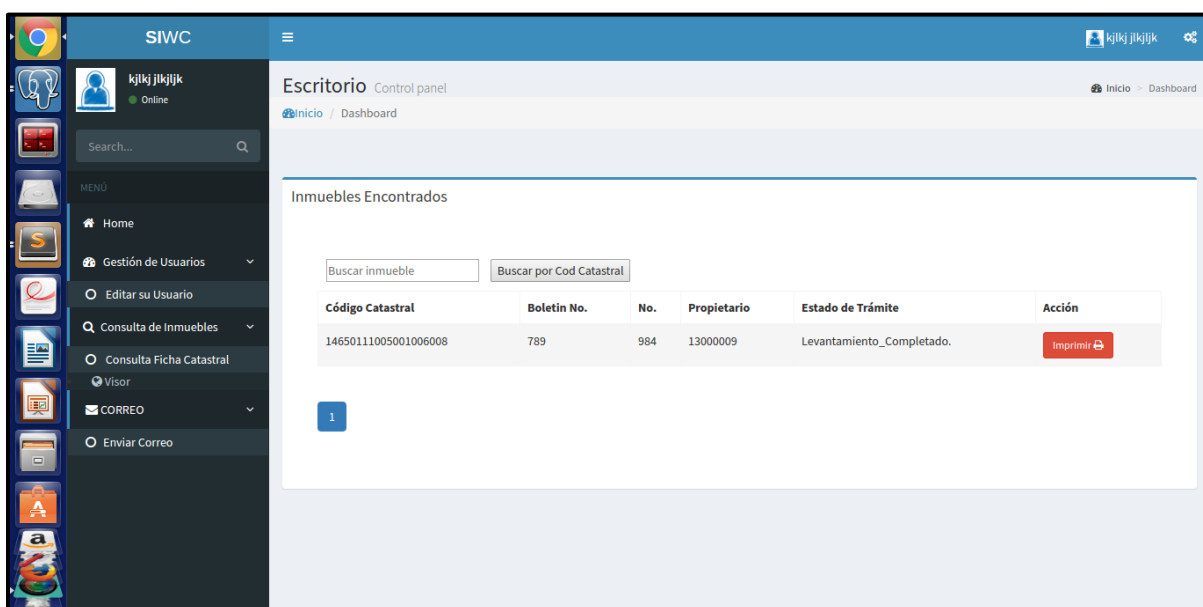 SIWC
kjlkj jlkjljk
kjlkj jlkjljk
Online
Search...
MENÚ
Home
Gestión de Usuarios
Editar su Usuario
Consulta de Inmuebles
Consulta Ficha Catastral
Visor
CORREO
Enviar Correo
Escritorio Control panel
Inicio > Dashboard
Inicio / Dashboard
Inmuebles Encontrados
Buscar inmueble Buscar por Cod Catastral
Código Catastral Boletin No. No. Propietario Estado de Trámite Acción
14650111005001006008 789 984 13000009 Levantamiento_Completado. Imprimir
1